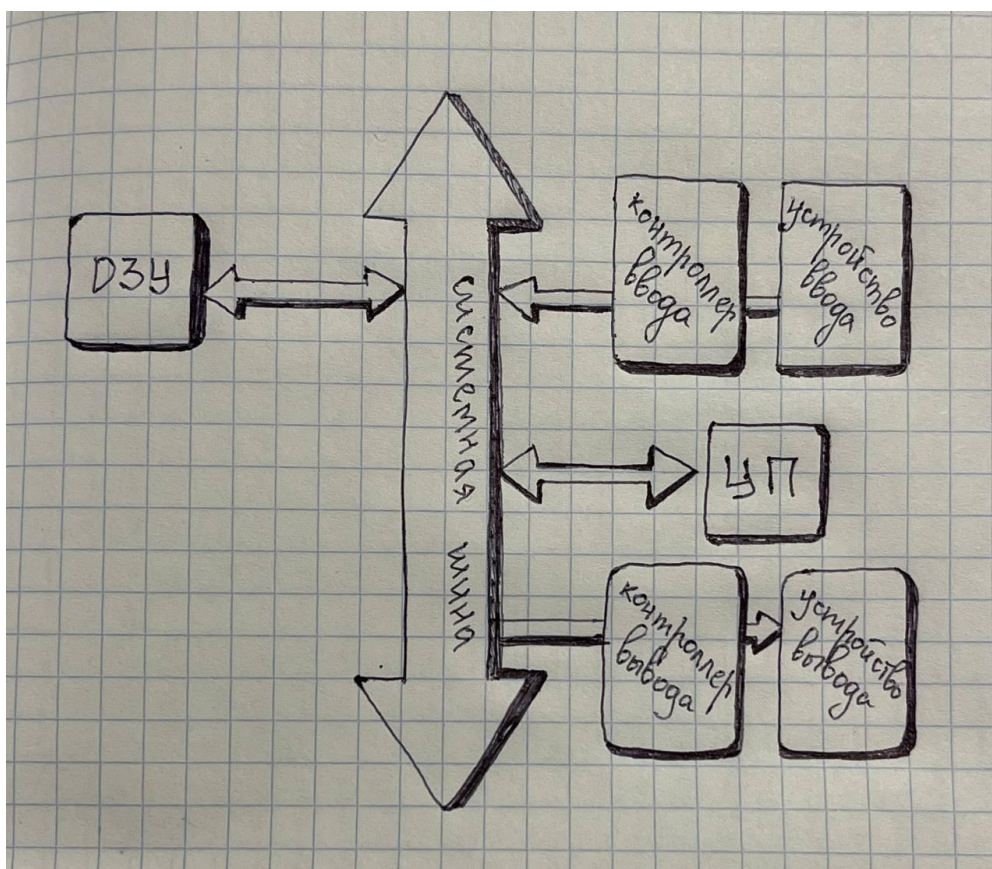 ОЗУ
системная шина
контроллер
ввода
устройство
ввода
ЦП
контроллер
вывода
устройство
вывода